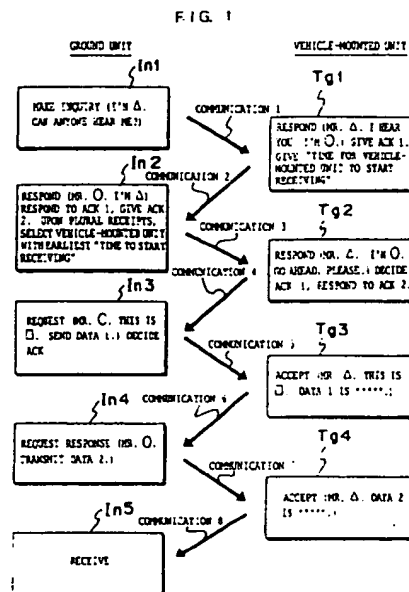 FIG. 1
GROUND UNIT
VEHICLE-MOUNTED UNIT
In1
MAKE INQUIRY (I'M Δ.
CAN ANYONE HEAR ME?)
COMMUNICATION 1
Tg1
RESPOND (MR. Δ. I HEAR
YOU I'M O.) GIVE ACK 1.
GIVE "TIME FOR VEHICLE-
MOUNTED UNIT TO START
RECEIVING"
COMMUNICATION 2
In2
RESPOND (MR. O. I'M Δ)
RESPOND TO ACK 1, GIVE ACK
2. UPON PLURAL RECEIPTS,
SELECT VEHICLE-MOUNTED UNIT
WITH EARLIEST "TIME TO START
RECEIVING"
COMMUNICATION 3
Tg2
RESPOND (MR. Δ. I'M O.
GO AHEAD, PLEASE.) DECIDE
ACK 1, RESPOND TO ACK 2.
COMMUNICATION 4
In3
REQUEST (MR. C. THIS IS
□. SEND DATA 1.) DECIDE
ACK
COMMUNICATION
Tg3
ACCEPT (MR Δ. THIS IS
□. DATA 1 IS *****.)
COMMUNICATION 6
In4
REQUEST RESPONSE (MR. O.
TRANSMIT DATA 2.)
COMMUNICATION
Tg4
ACCEPT (MR. Δ. DATA 2
IS *****.)
COMMUNICATION 8
In5
RECEIVE